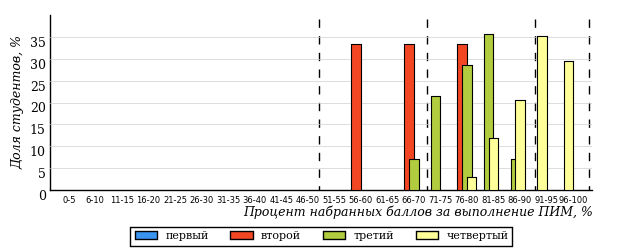 Доля студентов, %
35
30
25
20
15
10
5
0
0-5 6-10 11-15 16-20 21-25 26-30 31-35 36-40 41-45 46-50 51-55 56-60 61-65 66-70 71-75 76-80 81-85 86-90 91-95 96-100
Процент набранных баллов за выполнение ПИМ, %
первый второй третий четвертый